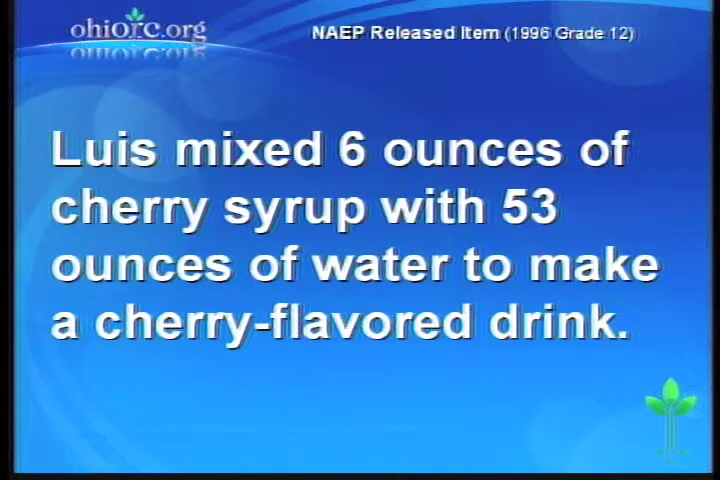 ohiorc.org
NAEP Released Item (1996 Grade 12)
Luis mixed 6 ounces of
cherry syrup with 53
ounces of water to make
a cherry-flavored drink.